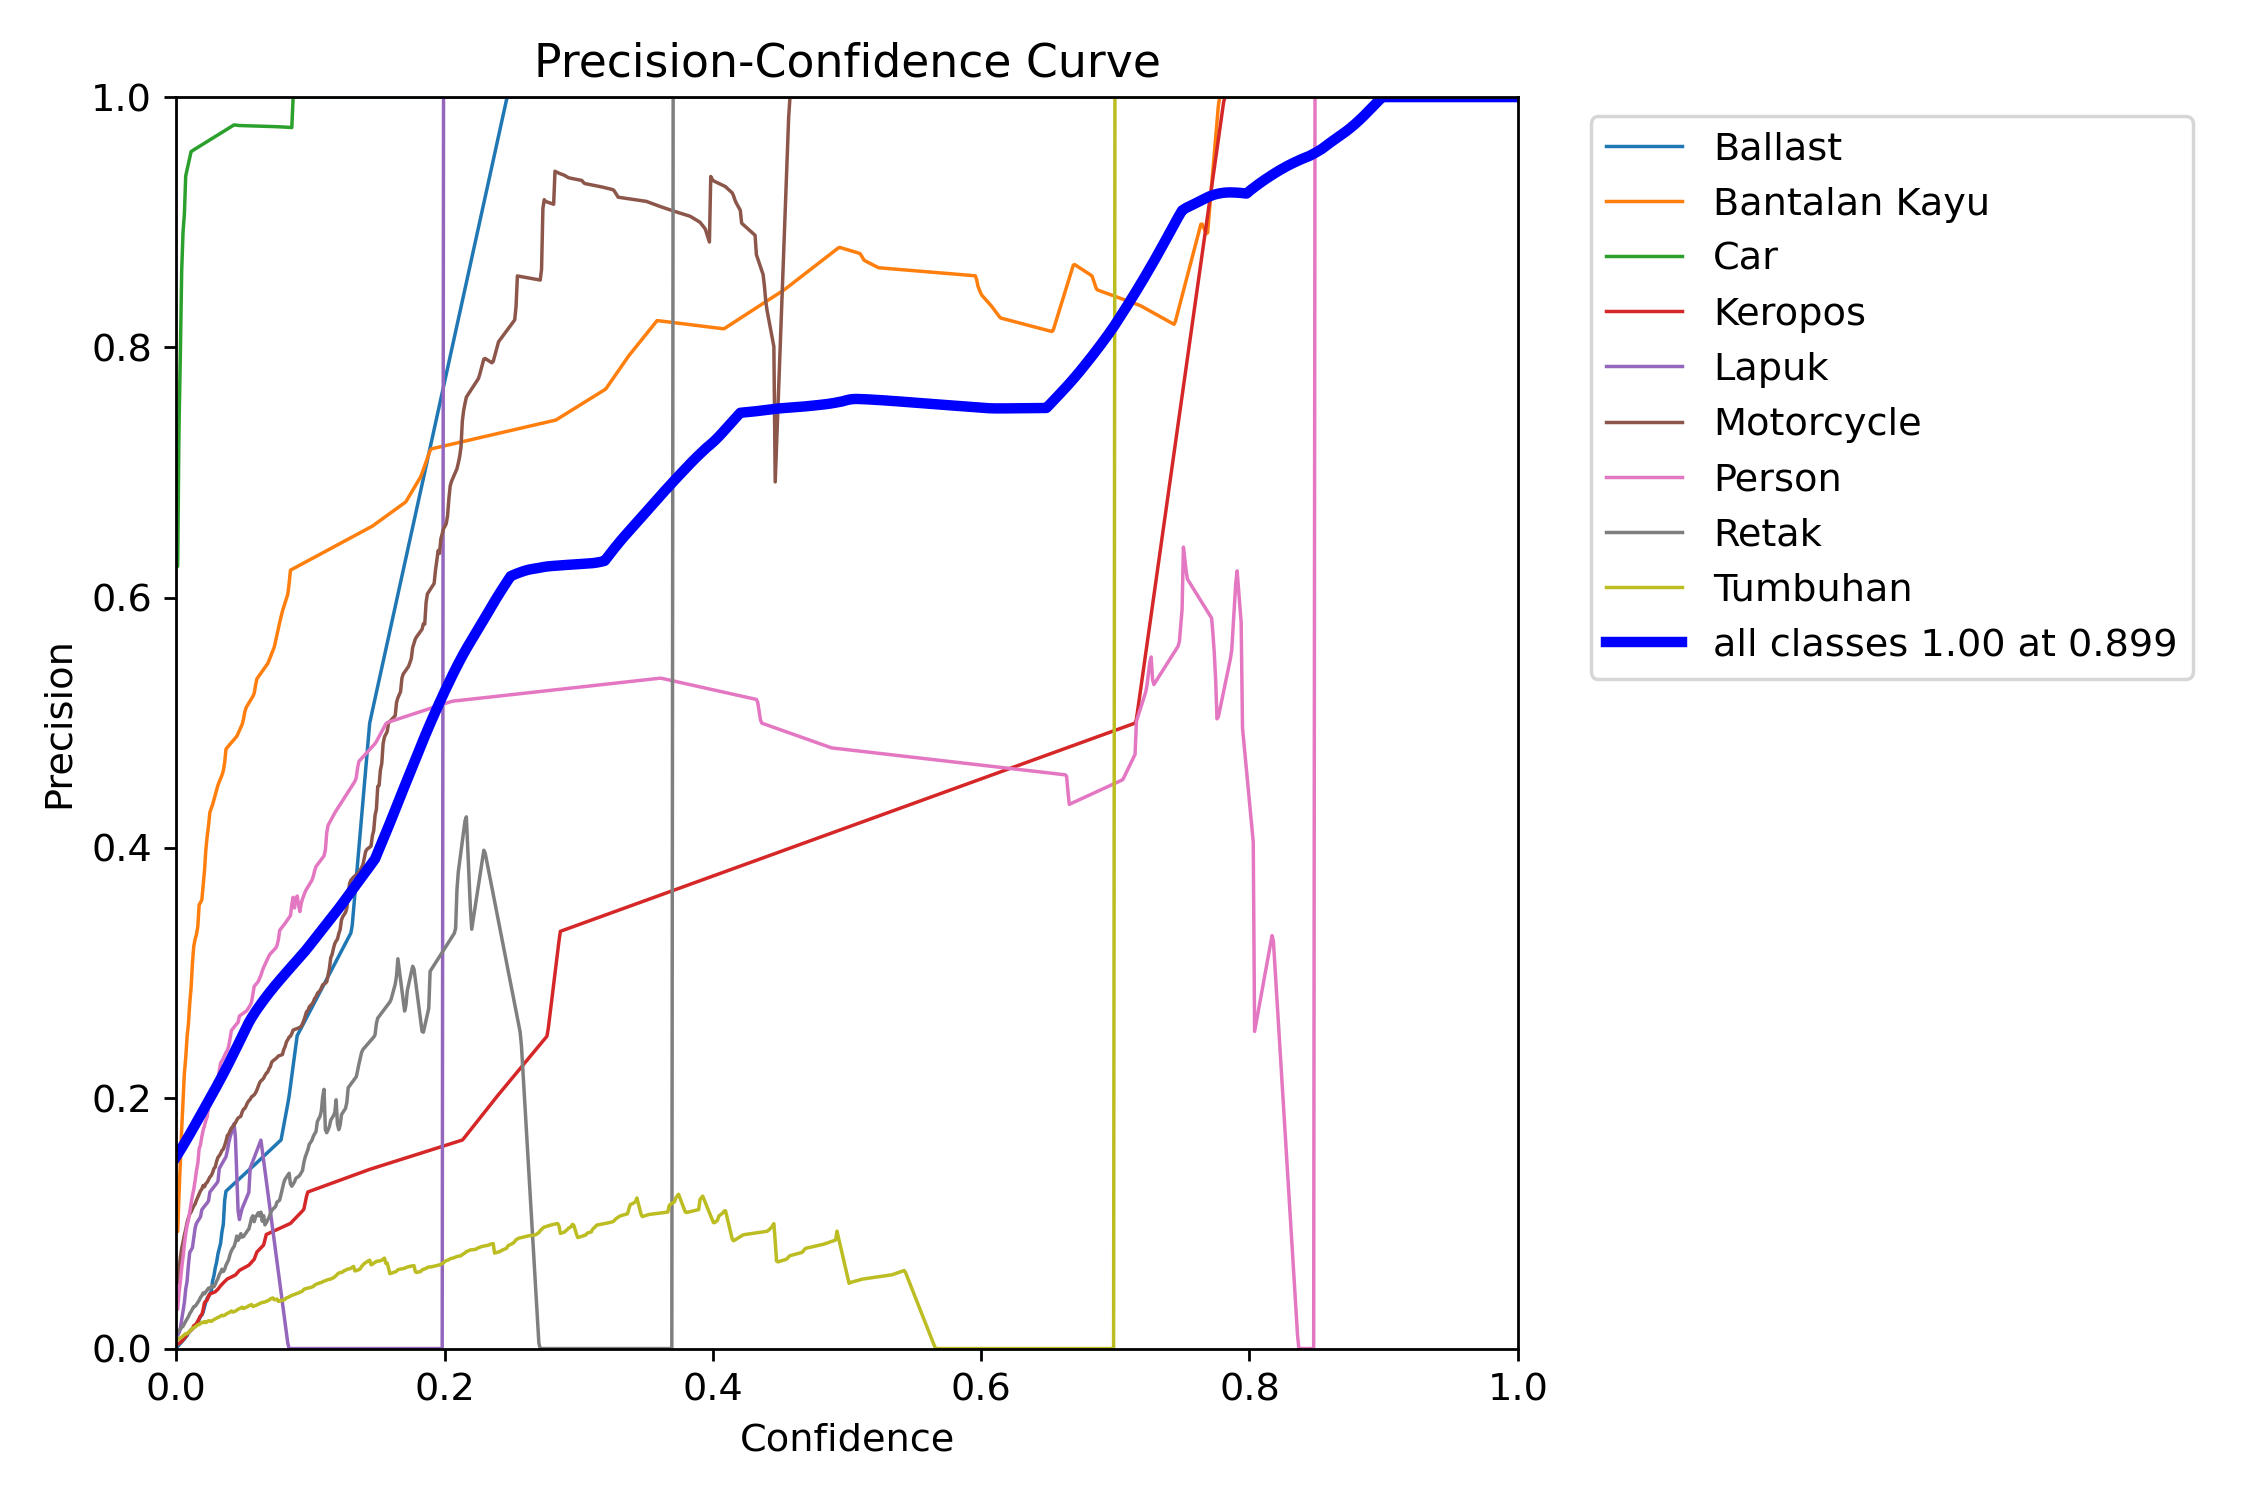 Precision-Confidence Curve
1.0
0.8
0.6
0.4
0.2
0.0
Precision
0.0 0.2 0.4 0.6 0.8 1.0
Confidence
Ballast
Bantalan Kayu
Car
Keropos
Lapuk
Motorcycle
Person
Retak
Tumbuhan
all classes 1.00 at 0.899